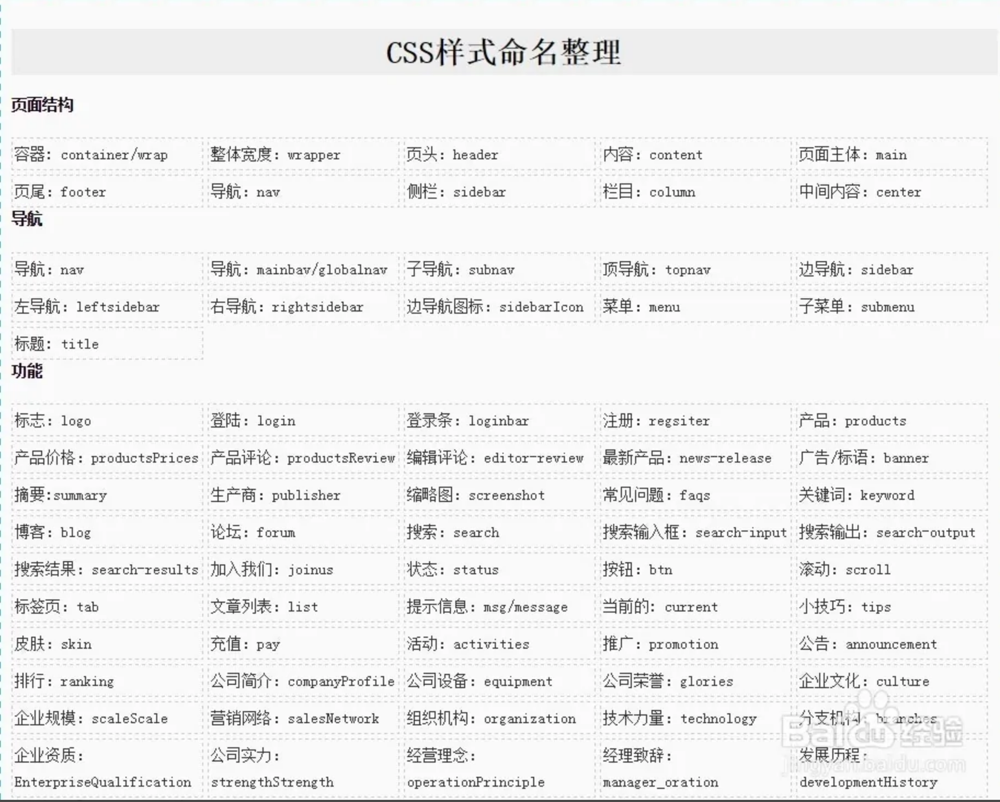 CSS样式命名整理
页面结构
容器：container/wrap 整体宽度：wrapper 页头：header 内容：content 页面主体：main
页尾：footer 导航：nav 侧栏：sidebar 栏目：column 中间内容：center
导航
导航：nav 导航：mainbav/globalnav 子导航：subnav 顶导航：topnav 边导航：sidebar
左导航：leftsidebar 右导航：rightsidebar 边导航图标：sidebarIcon 菜单：menu 子菜单：submenu
标题：title
功能
标志：logo 登陆：login 登录条：loginbar 注册：regsiter 产品：products
产品价格：productsPrices 产品评论：productsReview 编辑评论：editor-review 最新产品：news-release 广告/标语：banner
摘要:summary 生产商：publisher 缩略图：screenshot 常见问题：faqs 关键词：keyword
博客：blog 论坛：forum 搜索：search 搜索输入框：search-input 搜索输出：search-output
搜索结果：search-results 加入我们：joinus 状态：status 按钮：btn 滚动：scroll
标签页：tab 文章列表：list 提示信息：msg/message 当前的：current 小技巧：tips
皮肤：skin 充值：pay 活动：activities 推广：promotion 公告：announcement
排行：ranking 公司简介：companyProfile 公司设备：equipment 公司荣誉：glories 企业文化：culture
企业规模：scaleScale 营销网络：salesNetwork 组织机构：organization 技术力量：technology 分支机构：branches
企业资质： 公司实力： 经营理念： 经理致辞： 发展历程：
EnterpriseQualification strengthStrength operationPrinciple manager_oration developmentHistory
Baidu经验
jingyan.baidu.com